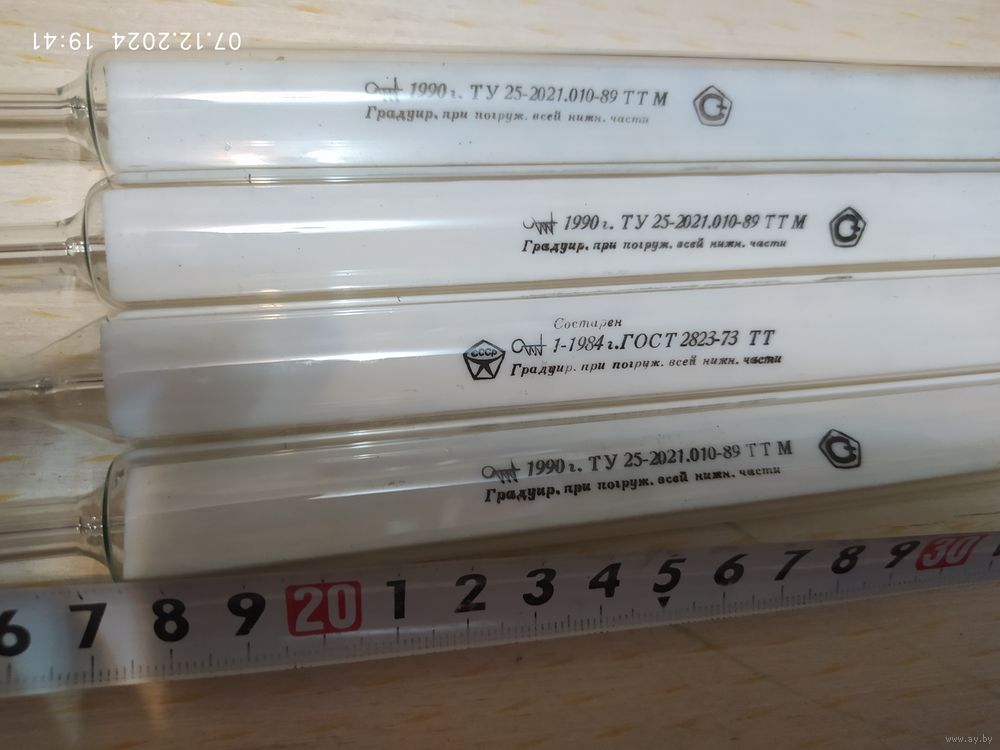 07.12.2024 19:41
1990 г. ТУ 25-2021.010-89 ТТ М
Градуир. при погруж. всей нижн. части
1990 г. ТУ 25-2021.010-89 ТТ М
Градуир. при погруж. всей нижн. части
Состарен
СССР 1-1984 г. ГОСТ 2823-73 ТТ
Градуир. при погруж. всей нижн. части
1990 г. ТУ 25-2021.010-89 ТТ М
Градуир. при погруж. всей нижн. части
6 7 8 9 20 1 2 3 4 5 6 7 8 9 30
www.ay.by